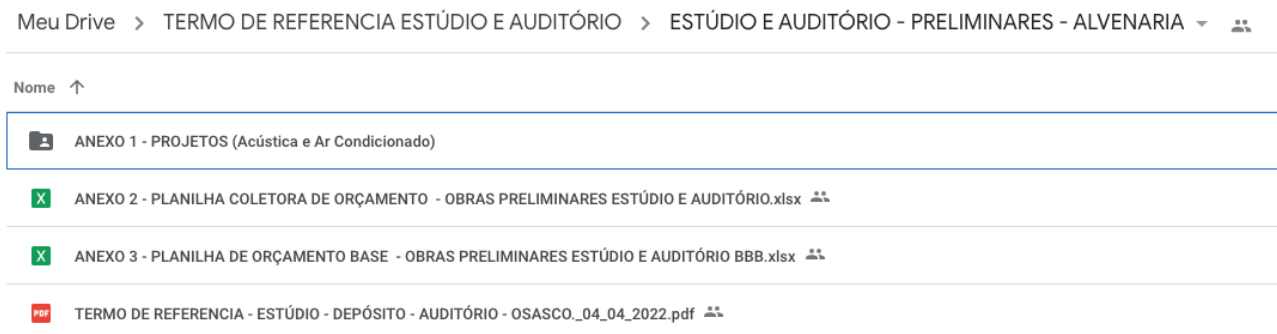 Meu Drive > TERMO DE REFERENCIA ESTÚDIO E AUDITÓRIO > ESTÚDIO E AUDITÓRIO - PRELIMINARES - ALVENARIA
Nome
ANEXO 1 - PROJETOS (Acústica e Ar Condicionado)
X ANEXO 2 - PLANILHA COLETORA DE ORÇAMENTO - OBRAS PRELIMINARES ESTÚDIO E AUDITÓRIO.xlsx
X ANEXO 3 - PLANILHA DE ORÇAMENTO BASE - OBRAS PRELIMINARES ESTÚDIO E AUDITÓRIO BBB.xlsx
PDF TERMO DE REFERENCIA - ESTÚDIO - DEPÓSITO - AUDITÓRIO - OSASCO._04_04_2022.pdf